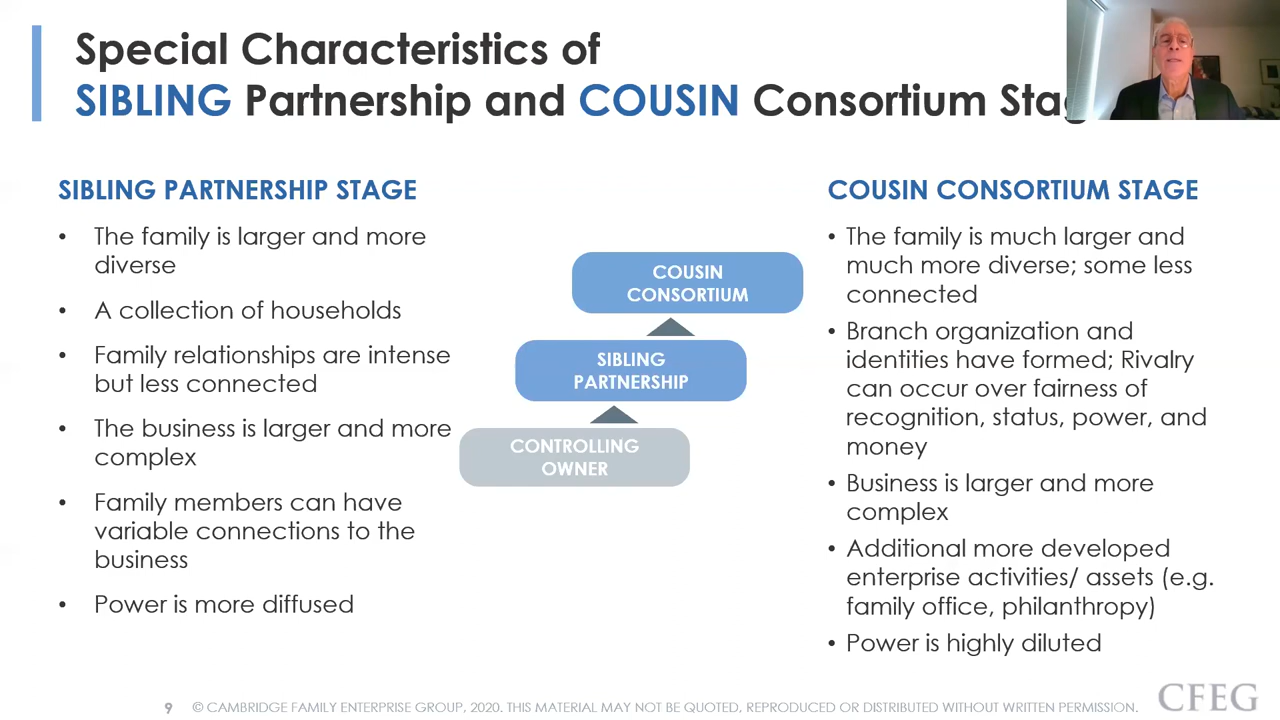 Special Characteristics of
SIBLING Partnership and COUSIN Consortium
SIBLING PARTNERSHIP STAGE
• The family is larger and more
diverse
• A collection of households
• Family relationships are intense
but less connected
• The business is larger and more
complex
• Family members can have
variable connections to the
business
• Power is more diffused
COUSIN
CONSORTIUM
SIBLING
PARTNERSHIP
CONTROLLING
OWNER
COUSIN CONSORTIUM STAGE
• The family is much larger and
much more diverse; some less
connected
• Branch organization and
identities have formed; Rivalry
can occur over fairness of
recognition, status, power, and
money
• Business is larger and more
complex
• Additional more developed
enterprise activities/ assets (e.g.
family office, philanthropy)
• Power is highly diluted
9 © CAMBRIDGE FAMILY ENTERPRISE GROUP, 2020. THIS MATERIAL MAY NOT BE QUOTED, REPRODUCED OR DISTRIBUTED WITHOUT WRITTEN PERMISSION.
CFEG